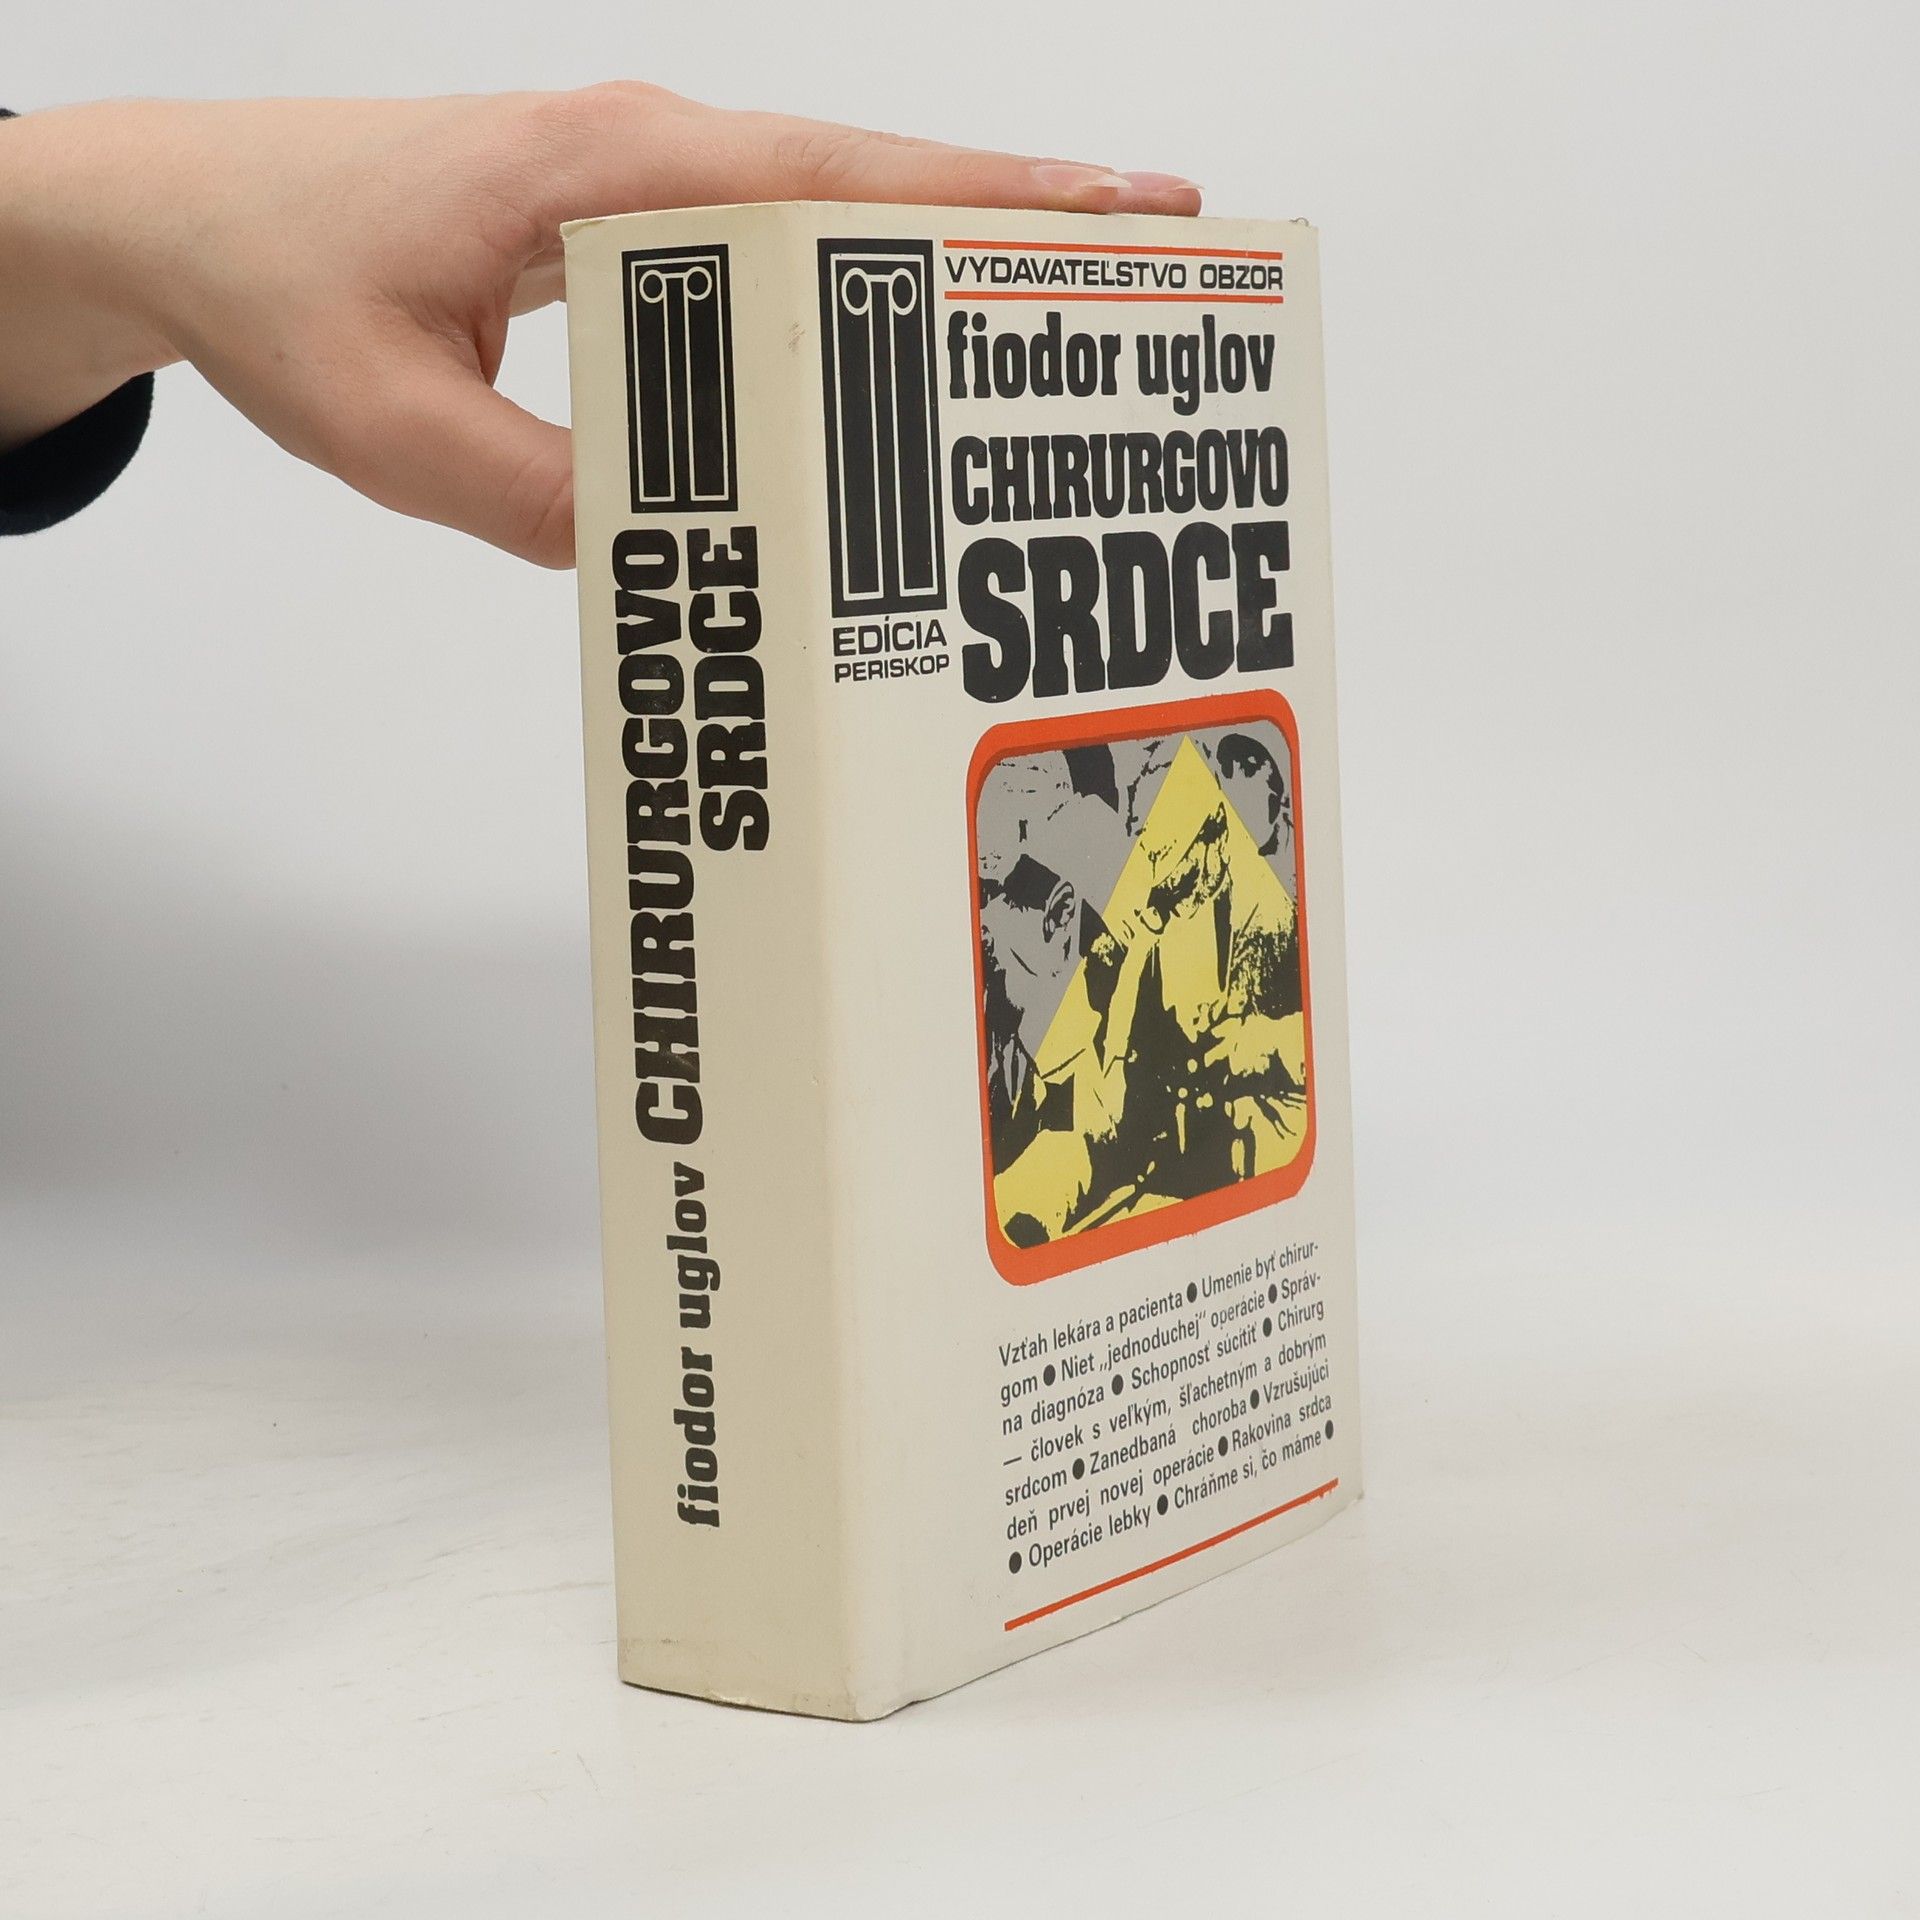 fiodor uglov CHIRURGOVO
SRDCE
VYDAVATEĽSTVO OBZOR
fiodor uglov
CHIRURGOVO
SRDCE
EDÍCIA
PERISKOP
Vzťah lekára a pacienta ● Umenie byť chirur-
gom ● Niet „jednoduchej" operácie ● Správ-
na diagnóza ● Schopnosť súcítiť ● Chirurg
— človek s veľkým, šľachetným a dobrým
srdcom ● Zanedbaná choroba ● Vzrušujúci
deň prvej novej operácie ● Rakovina srdca
● Operácie lebky ● Chráňme si, čo máme ●